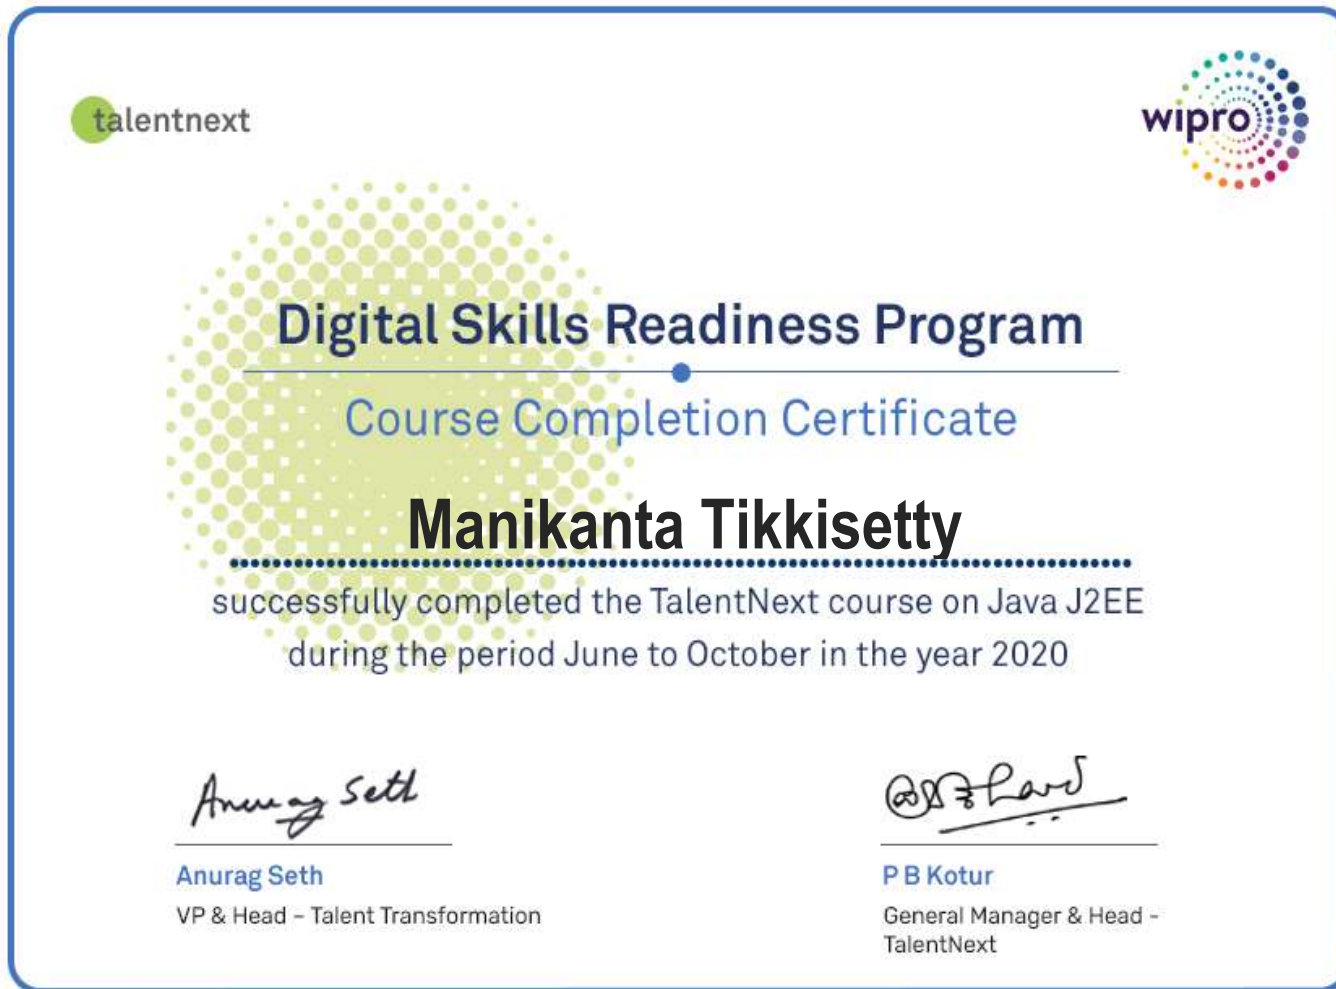 talentnext
wipro
Digital Skills Readiness Program
Course Completion Certificate
Manikanta Tikkisetty
successfully completed the TalentNext course on Java J2EE
during the period June to October in the year 2020
Anurag Seth
Anurag Seth
P B Kotur
VP & Head – Talent Transformation
General Manager & Head -
TalentNext